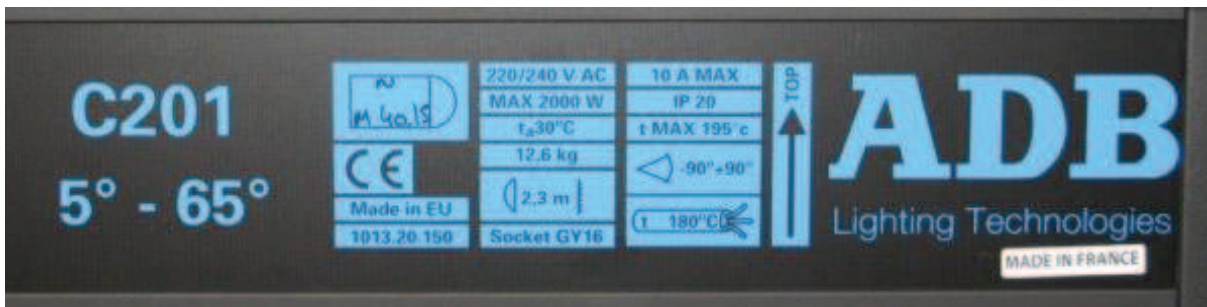 C201
5° - 65°
M 40.15
CE
Made in EU
1013.20.150
220/240 V AC
MAX 2000 W
ta30°C
12.6 kg
2,3 m
Socket GY16
10 A MAX
IP 20
t MAX 195°c
-90°+90°
t 180°C
TOP
ADB
Lighting Technologies
MADE IN FRANCE